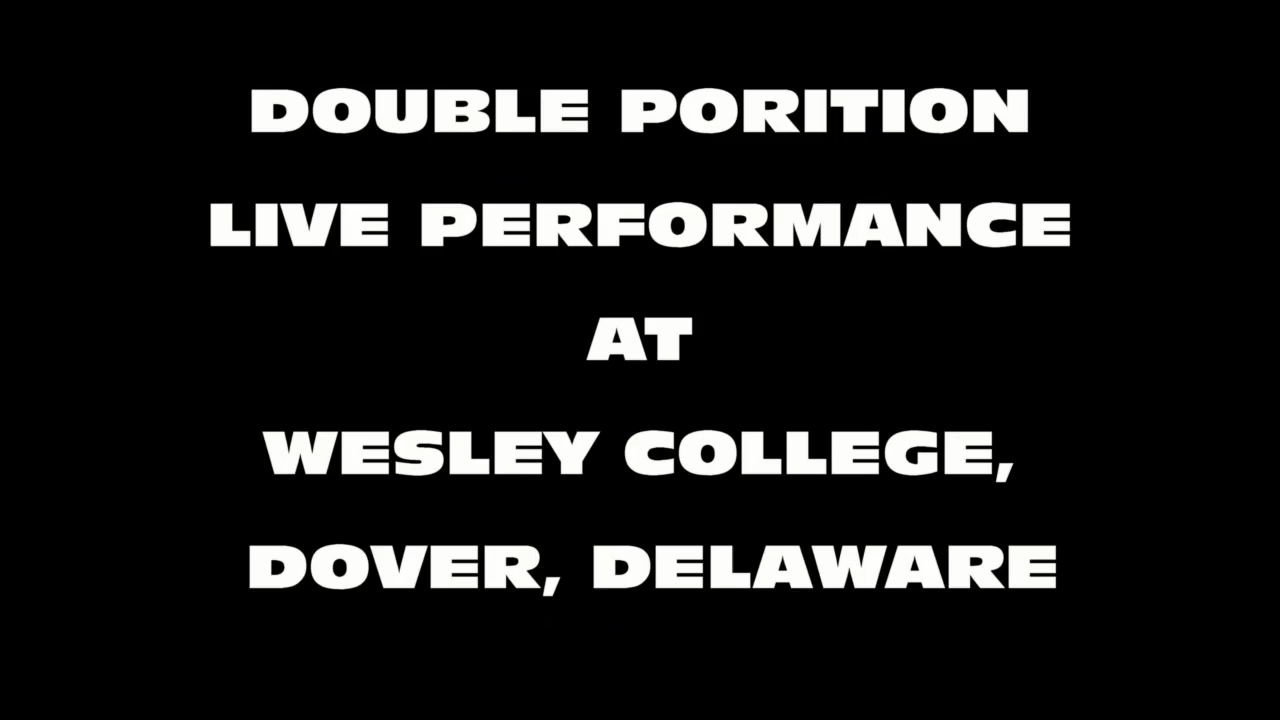 DOUBLE PORITION
LIVE PERFORMANCE
AT
WESLEY COLLEGE,
DOVER, DELAWARE